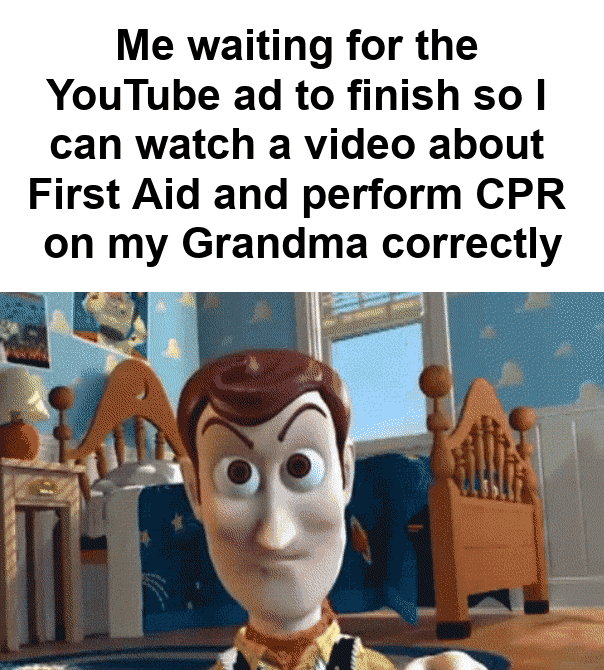 Me waiting for the
YouTube ad to finish so I
can watch a video about
First Aid and perform CPR
on my Grandma correctly